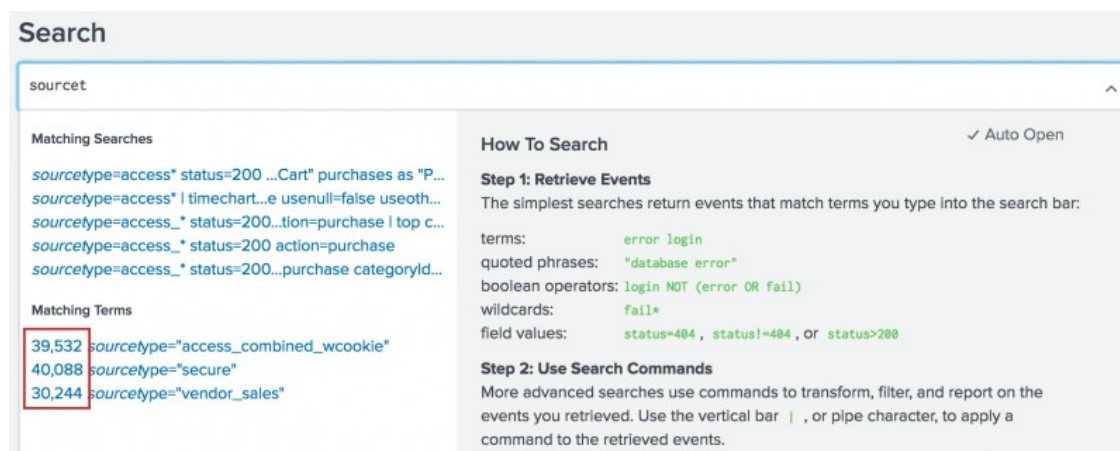 Search
sourcet
Matching Searches
sourcetype=access* status=200 ...Cart" purchases as "P...
sourcetype=access* | timechart...e usenull=false useoth...
sourcetype=access_* status=200...tion=purchase | top c...
sourcetype=access_* status=200 action=purchase
sourcetype=access_* status=200...purchase categoryId...
Matching Terms
39,532 sourcetype="access_combined_wcookie"
40,088 sourcetype="secure"
30,244 sourcetype="vendor_sales"
How To Search
✓ Auto Open
Step 1: Retrieve Events
The simplest searches return events that match terms you type into the search bar:
terms: error login
quoted phrases: "database error"
boolean operators: login NOT (error OR fail)
wildcards: fail*
field values: status=404 , status!=404 , or status>200
Step 2: Use Search Commands
More advanced searches use commands to transform, filter, and report on the
events you retrieved. Use the vertical bar | , or pipe character, to apply a
command to the retrieved events.